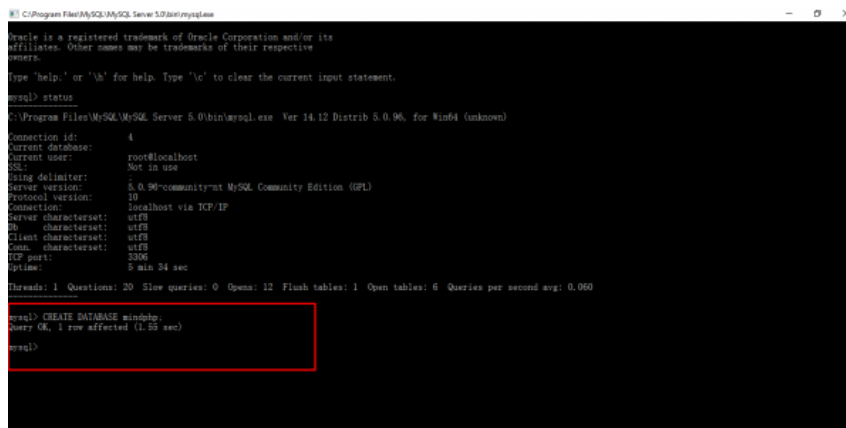 C:\Program Files\MySQL\MySQL Server 5.0\bin\mysql.exe
Oracle is a registered trademark of Oracle Corporation and/or its
affiliates. Other names may be trademarks of their respective
owners.
Type 'help;' or '\h' for help. Type '\c' to clear the current input statement.
mysql> status
--------------
C:\Program Files\MySQL\MySQL Server 5.0\bin\mysql.exe  Ver 14.12 Distrib 5.0.96, for Win64 (unknown)
Connection id: 4
Current database:
Current user: root@localhost
SSL: Not in use
Using delimiter: ;
Server version: 5.0.96-community-nt MySQL Community Edition (GPL)
Protocol version: 10
Connection: localhost via TCP/IP
Server characterset: utf8
Db characterset: utf8
Client characterset: utf8
Conn. characterset: utf8
TCP port: 3306
Uptime: 5 min 34 sec
Threads: 1  Questions: 20  Slow queries: 0  Opens: 12  Flush tables: 1  Open tables: 6  Queries per second avg: 0.060
--------------
mysql> CREATE DATABASE mindphp;
Query OK, 1 row affected (1.55 sec)
mysql>